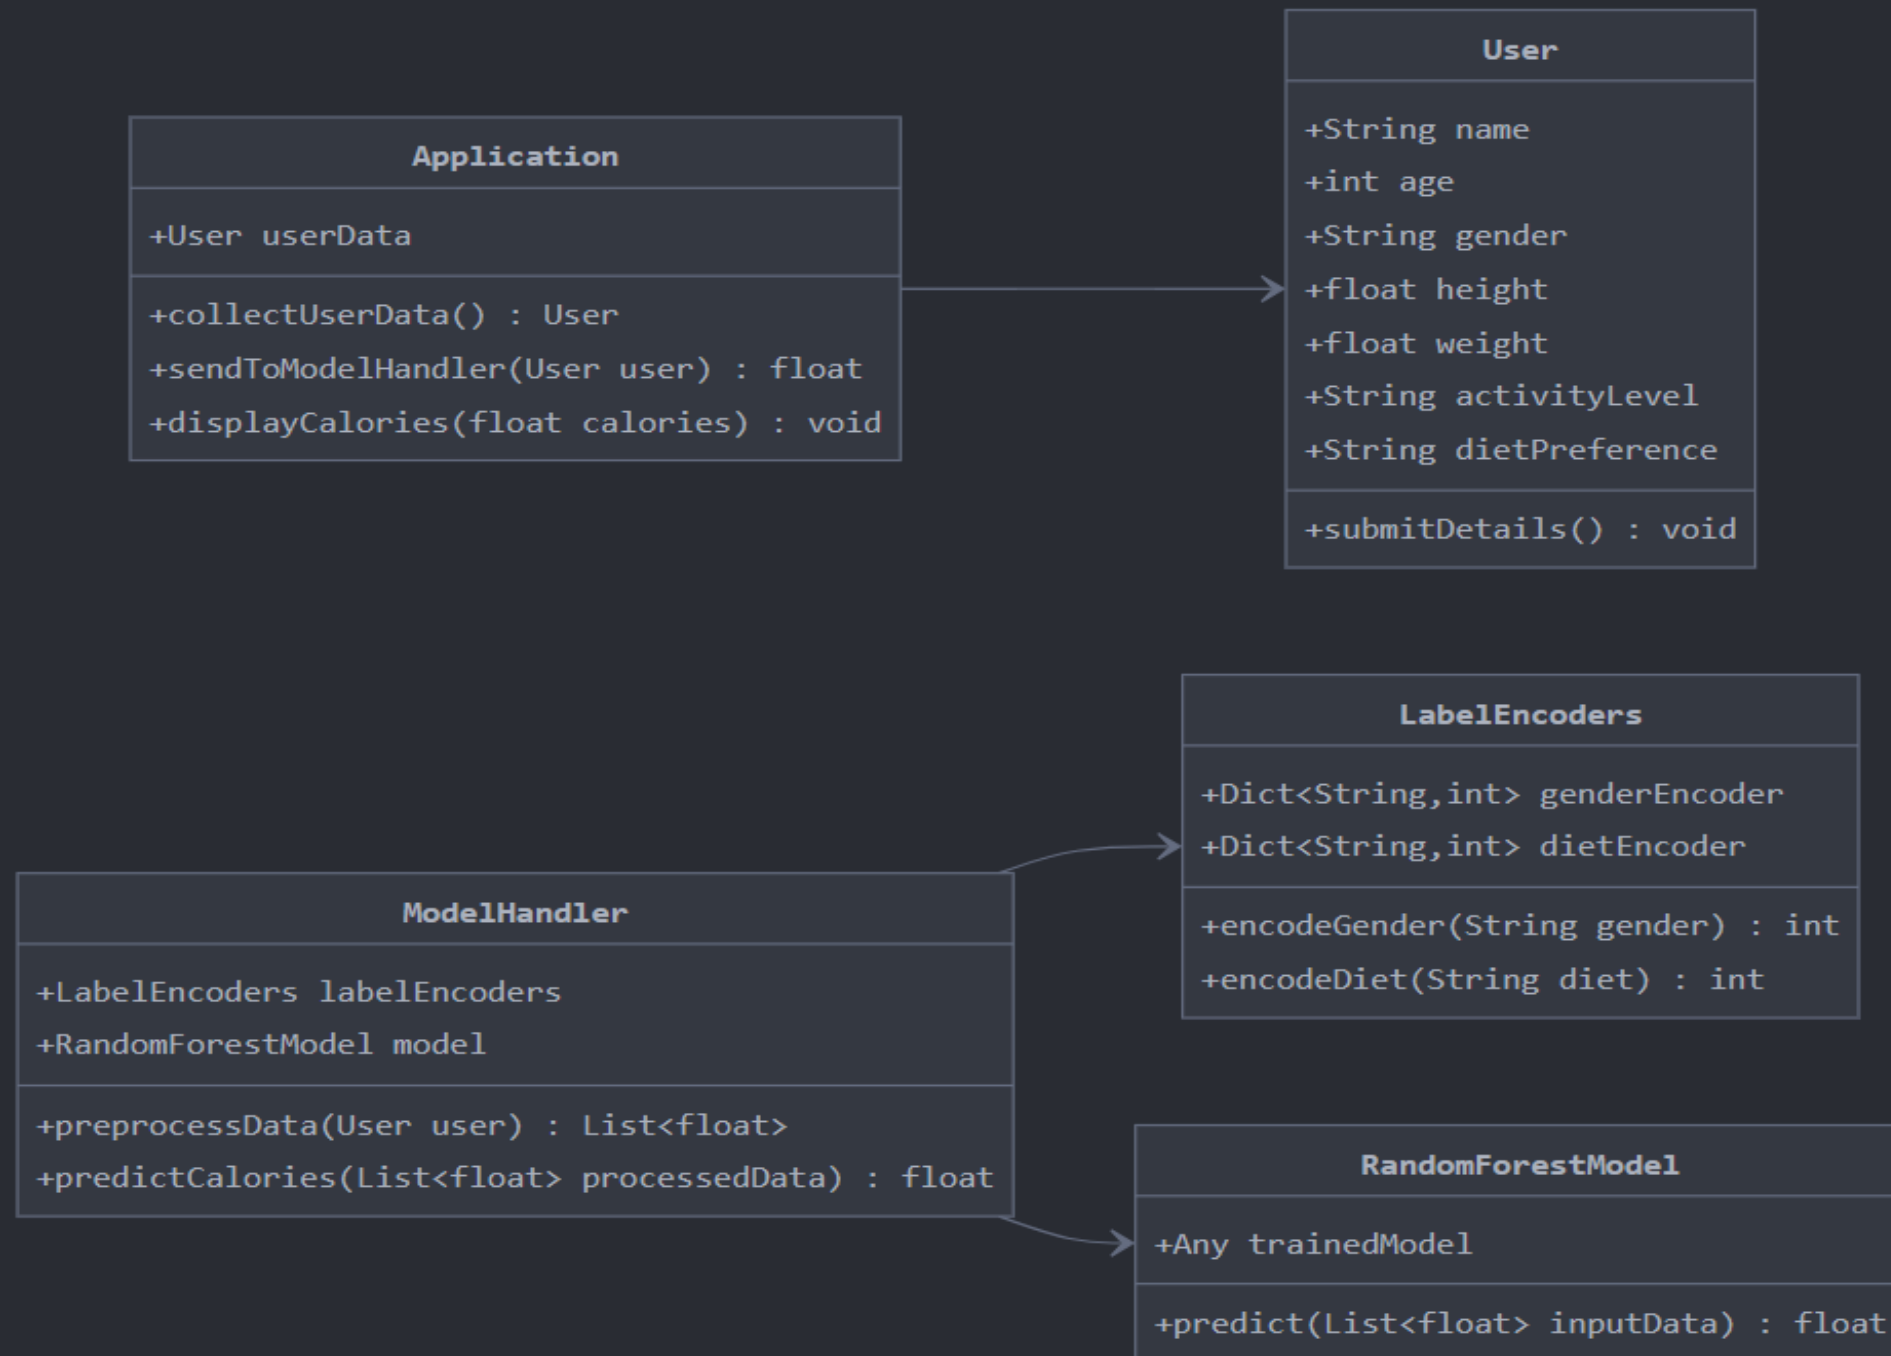 Application
+User userData
+collectUserData() : User
+sendToModelHandler(User user) : float
+displayCalories(float calories) : void
User
+String name
+int age
+String gender
+float height
+float weight
+String activityLevel
+String dietPreference
+submitDetails() : void
LabelEncoders
+Dict<String,int> genderEncoder
+Dict<String,int> dietEncoder
+encodeGender(String gender) : int
+encodeDiet(String diet) : int
ModelHandler
+LabelEncoders labelEncoders
+RandomForestModel model
+preprocessData(User user) : List<float>
+predictCalories(List<float> processedData) : float
RandomForestModel
+Any trainedModel
+predict(List<float> inputData) : float